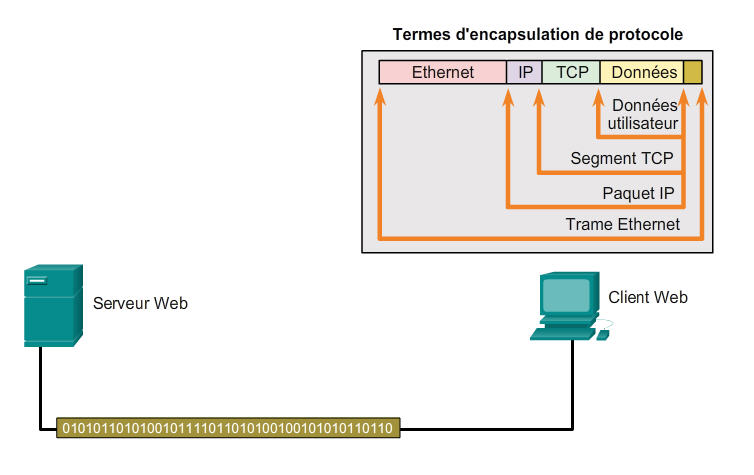 Termes d'encapsulation de protocole
Ethernet IP TCP Données
Données
utilisateur
Segment TCP
Paquet IP
Trame Ethernet
Serveur Web
Client Web
0101011010100101111011010100100101010110110